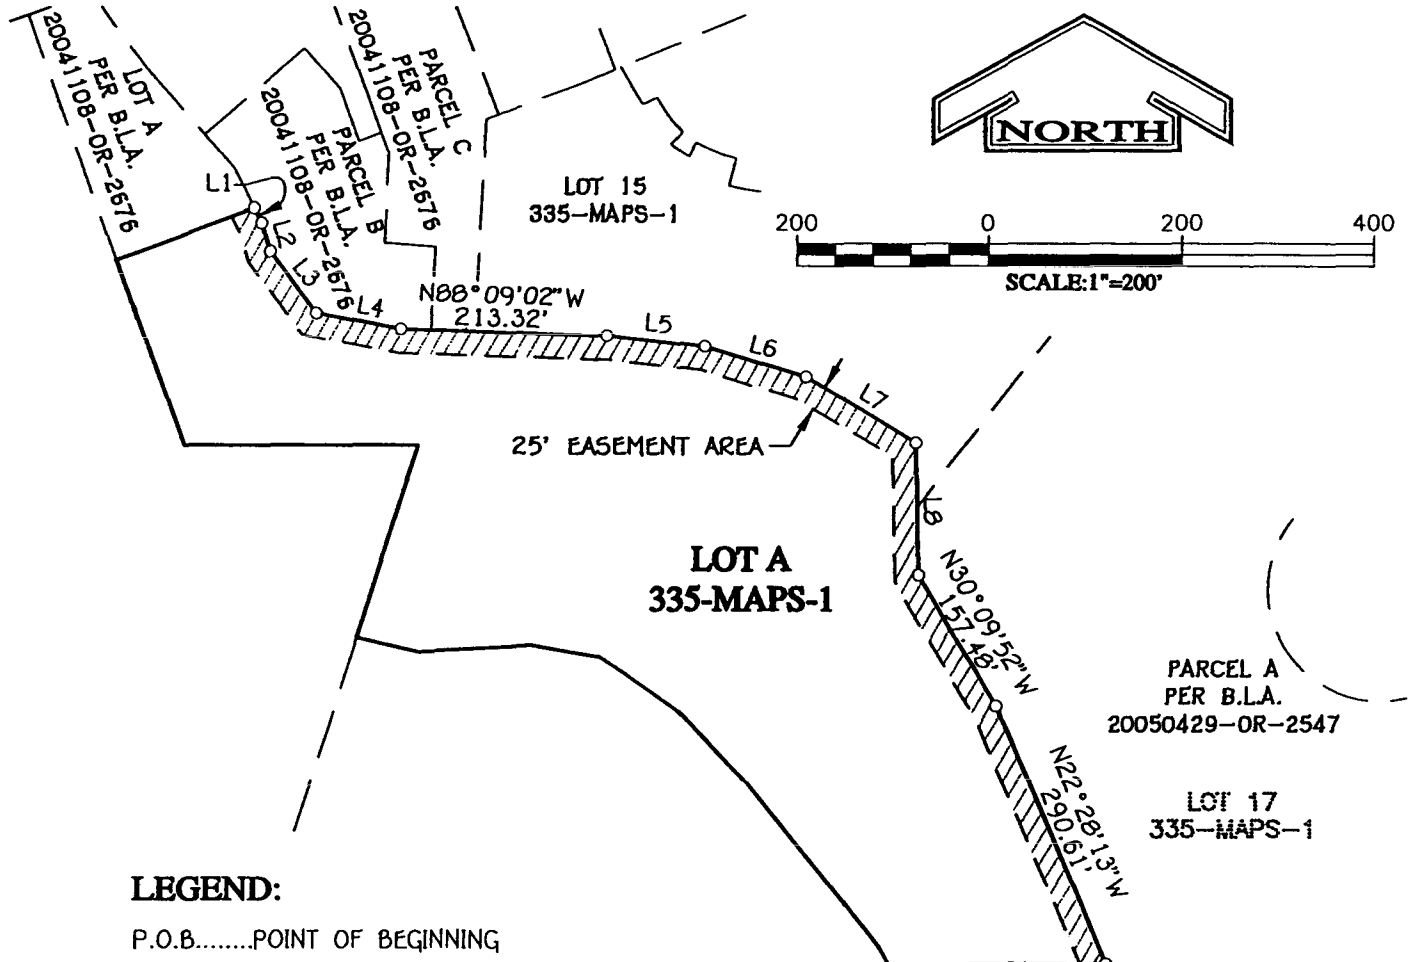 LOT A
PER B.L.A.
20041108-OR-2676
PARCEL B
PER B.L.A.
20041108-OR-2676
PARCEL C
PER B.L.A.
20041108-OR-2676
LOT 15
335-MAPS-1
NORTH
200 0 200 400
SCALE:1"=200'
L1
L2
L3
L4
N88°09'02"W
213.32'
L5
L6
L7
25' EASEMENT AREA
L8
LOT A
335-MAPS-1
N30°09'52"W
157.48'
PARCEL A
PER B.L.A.
20050429-OR-2547
N22°28'13"W
290.61'
LOT 17
335-MAPS-1
LEGEND:
P.O.B........POINT OF BEGINNING